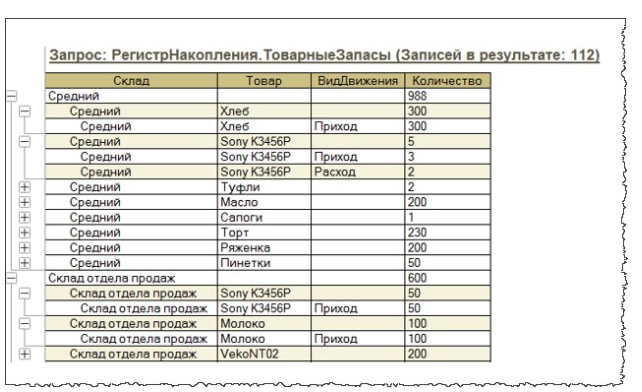 Запрос: РегистрНакопления.ТоварныеЗапасы (Записей в результате: 112)
Склад Товар ВидДвижения Количество
Средний 988
Средний Хлеб 300
Средний Хлеб Приход 300
Средний Sony K3456P 5
Средний Sony K3456P Приход 3
Средний Sony K3456P Расход 2
Средний Туфли 2
Средний Масло 200
Средний Сапоги 1
Средний Торт 230
Средний Ряженка 200
Средний Пинетки 50
Склад отдела продаж 600
Склад отдела продаж Sony K3456P 50
Склад отдела продаж Sony K3456P Приход 50
Склад отдела продаж Молоко 100
Склад отдела продаж Молоко Приход 100
Склад отдела продаж VekoNT02 200